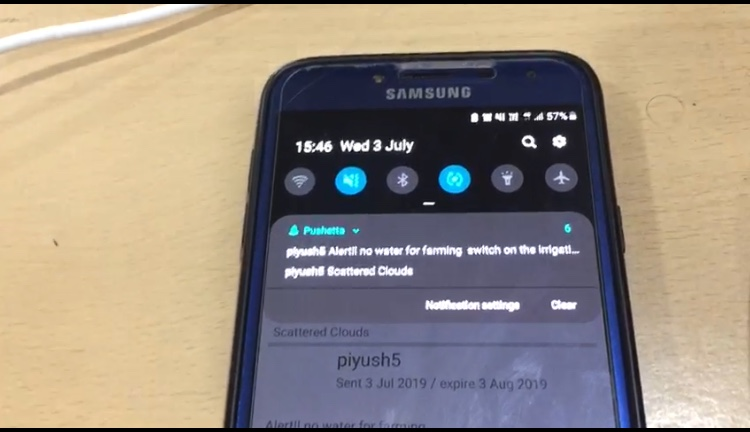 SAMSUNG
57%
15:46 Wed 3 July
Pushetta 6
piyush5 Alert!! no water for farming switch on the irrigati...
piyush5 Scattered Clouds
Notification settings Clear
Scattered Clouds
piyush5
Sent 3 Jul 2019 / expire 3 Aug 2019
Alert!! no water for farming